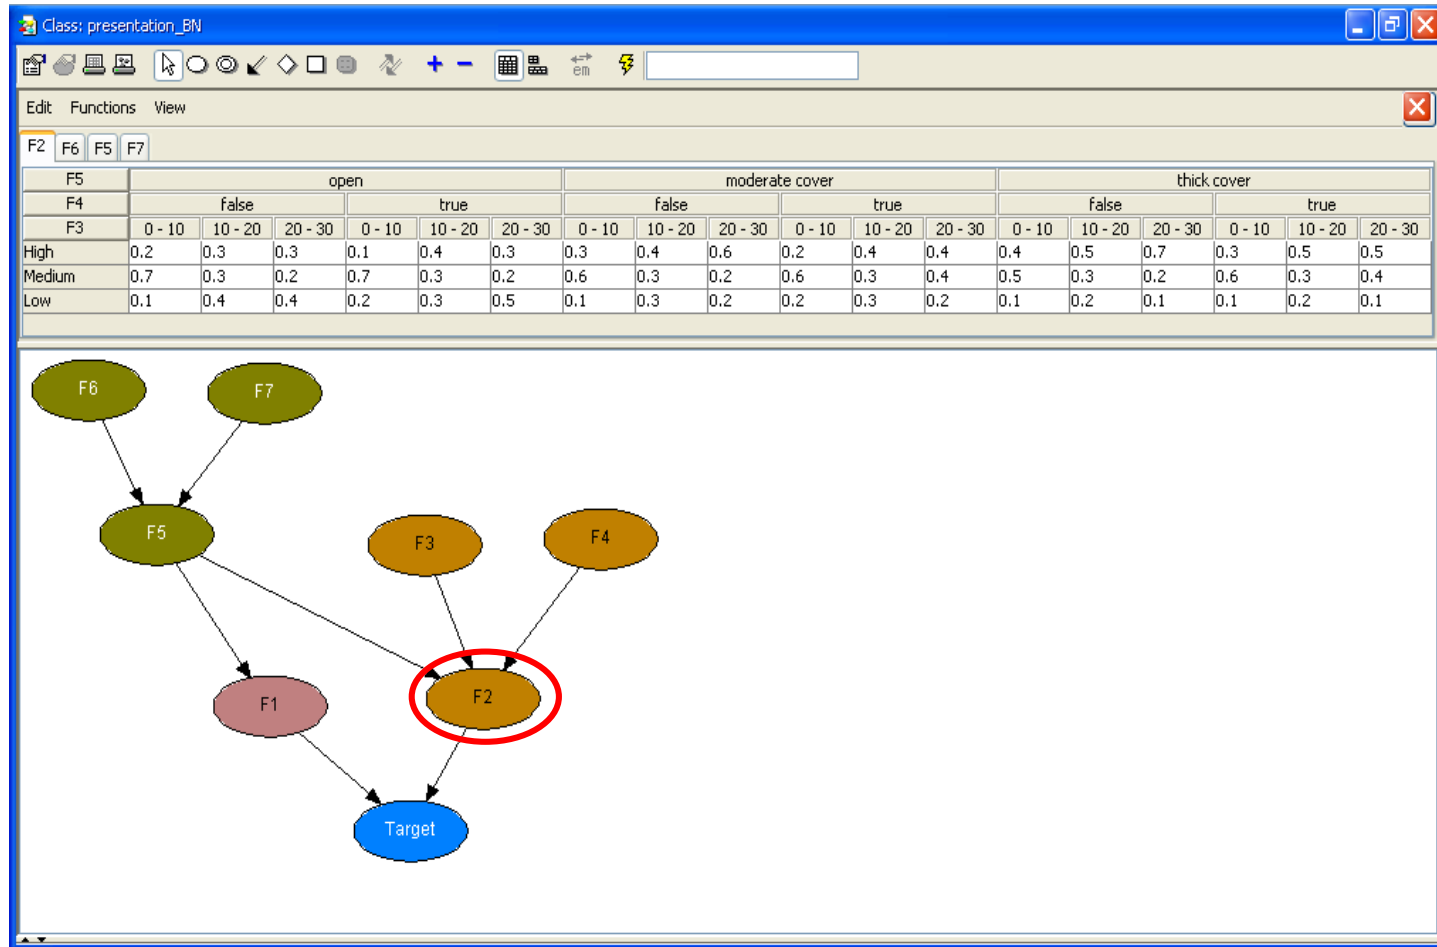 Class: presentation_BN
em
Edit Functions View
F2 F6 F5 F7
F5 open moderate cover thick cover
F4 false true false true false true
F3 0 - 10 10 - 20 20 - 30 0 - 10 10 - 20 20 - 30 0 - 10 10 - 20 20 - 30 0 - 10 10 - 20 20 - 30 0 - 10 10 - 20 20 - 30 0 - 10 10 - 20 20 - 30
High 0.2 0.3 0.3 0.1 0.4 0.3 0.3 0.4 0.6 0.2 0.4 0.4 0.4 0.5 0.7 0.3 0.5 0.5
Medium 0.7 0.3 0.2 0.7 0.3 0.2 0.6 0.3 0.2 0.6 0.3 0.4 0.5 0.3 0.2 0.6 0.3 0.4
Low 0.1 0.4 0.4 0.2 0.3 0.5 0.1 0.3 0.2 0.2 0.3 0.2 0.1 0.2 0.1 0.1 0.2 0.1
F6 F7
F5 F3 F4
F1 F2
Target